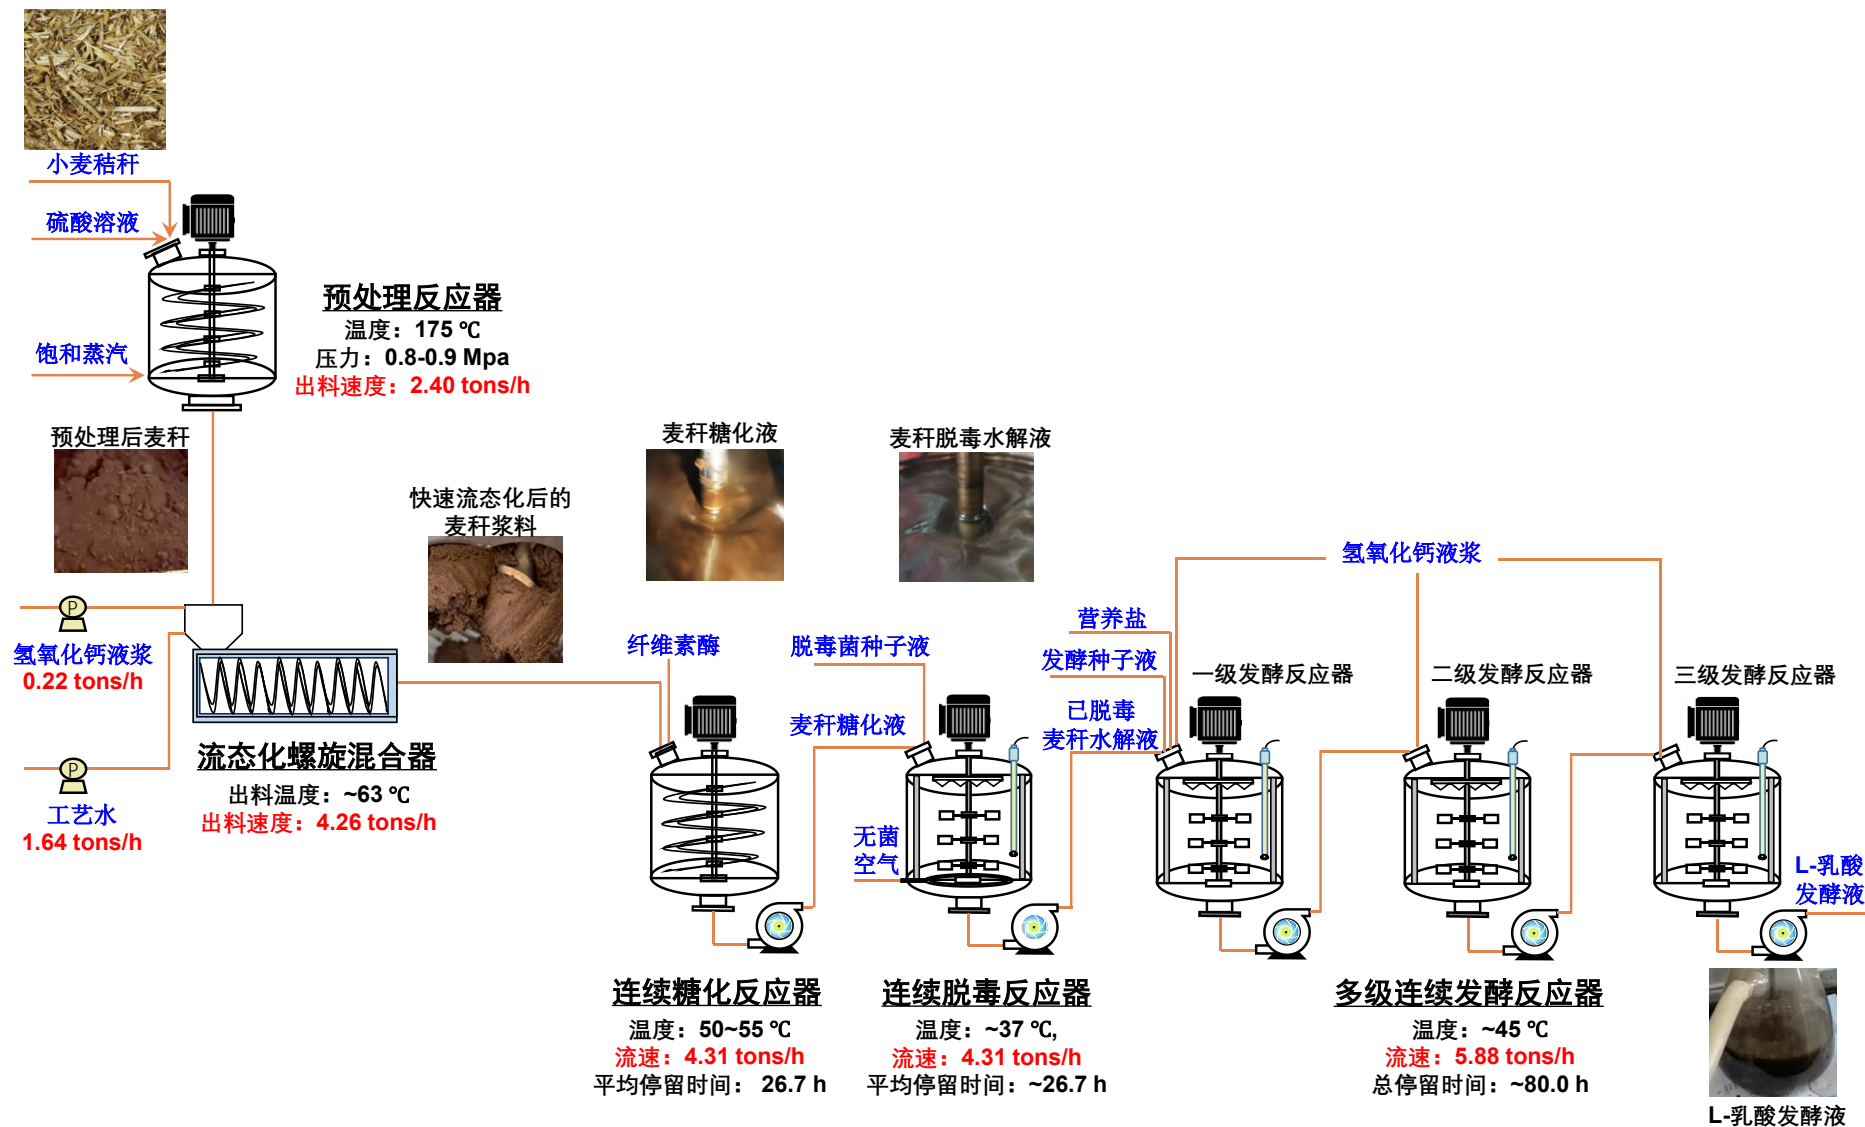 小麦秸秆
硫酸溶液
饱和蒸汽
预处理反应器
温度：175 ℃
压力：0.8-0.9 Mpa
出料速度：2.40 tons/h
预处理后麦秆
P
氢氧化钙液浆
0.22 tons/h
P
工艺水
1.64 tons/h
流态化螺旋混合器
出料温度：~63 ℃
出料速度：4.26 tons/h
快速流态化后的
麦秆浆料
麦秆糖化液
纤维素酶
连续糖化反应器
温度：50~55 ℃
流速：4.31 tons/h
平均停留时间： 26.7 h
麦秆脱毒水解液
脱毒菌种子液
麦秆糖化液
无菌
空气
连续脱毒反应器
温度：~37 ℃,
流速：4.31 tons/h
平均停留时间：~26.7 h
氢氧化钙液浆
营养盐
发酵种子液
已脱毒
麦秆水解液
一级发酵反应器
二级发酵反应器
三级发酵反应器
多级连续发酵反应器
温度：~45 ℃
流速：5.88 tons/h
总停留时间：~80.0 h
L-乳酸
发酵液
L-乳酸发酵液